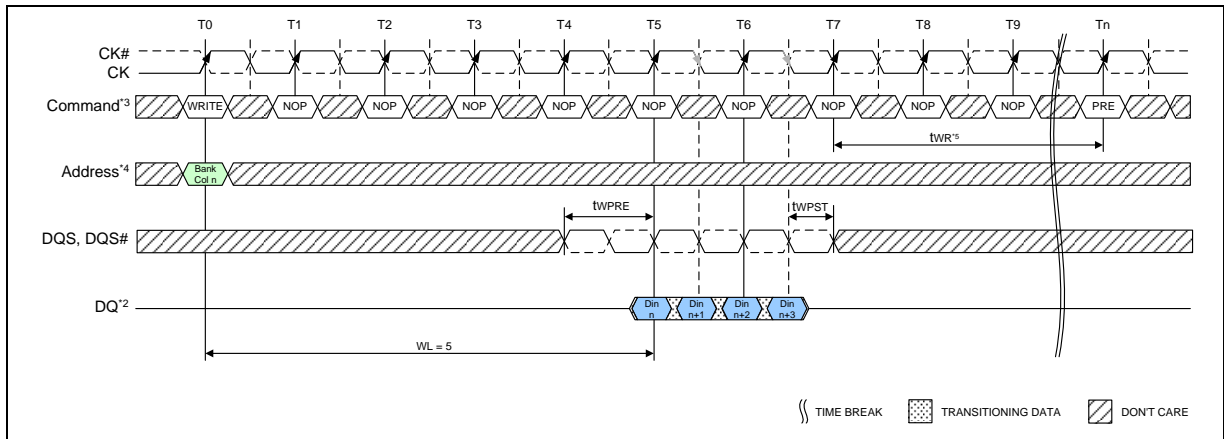 T0 T1 T2 T3 T4 T5 T6 T7 T8 T9 Tn
CK#
CK
Command*3 WRITE NOP NOP NOP NOP NOP NOP NOP NOP NOP PRE
tWR*5
Address*4 Bank Col n
tWPRE tWPST
DQS, DQS#
DQ*2 Din n Din n+1 Din n+2 Din n+3
WL = 5
TIME BREAK TRANSITIONING DATA DON'T CARE